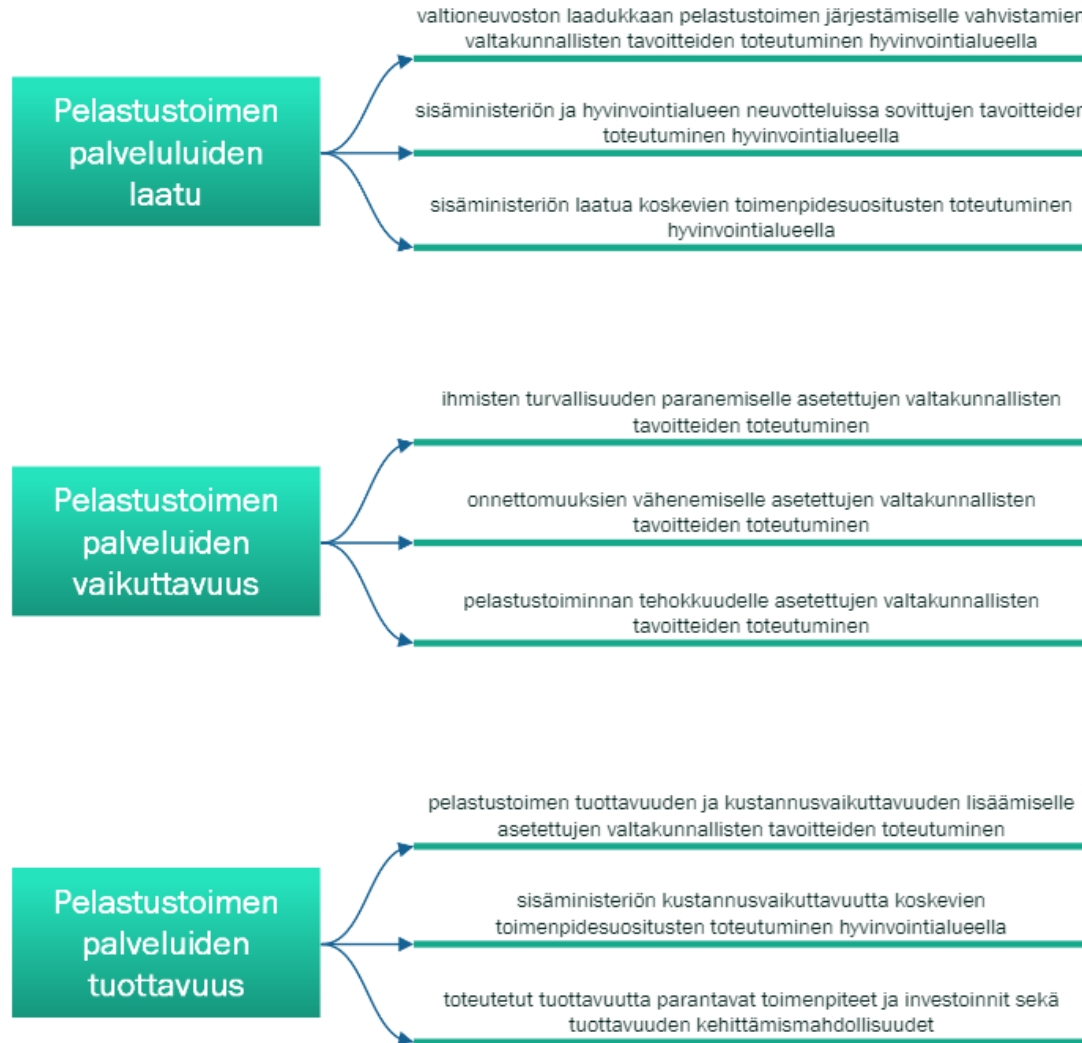 Pelastustoimen
palveluluiden
laatu
valtioneuvoston laadukkaan pelastustoimen järjestämiselle vahvistamien
valtakunnallisten tavoitteiden toteutuminen hyvinvointialueella
sisäministeriön ja hyvinvointialueen neuvotteluissa sovittujen tavoitteiden
toteutuminen hyvinvointialueella
sisäministeriön laatua koskevien toimenpidesuositusten toteutuminen
hyvinvointialueella
Pelastustoimen
palveluiden
vaikuttavuus
ihmisten turvallisuuden paranemiselle asetettujen valtakunnallisten
tavoitteiden toteutuminen
onnettomuuksien vähenemiselle asetettujen valtakunnallisten
tavoitteiden toteutuminen
pelastustoiminnan tehokkuudelle asetettujen valtakunnallisten
tavoitteiden toteutuminen
Pelastustoimen
palveluiden
tuottavuus
pelastustoimen tuottavuuden ja kustannusvaikuttavuuden lisäämiselle
asetettujen valtakunnallisten tavoitteiden toteutuminen
sisäministeriön kustannusvaikuttavuutta koskevien
toimenpidesuositusten toteutuminen hyvinvointialueella
toteutetut tuottavuutta parantavat toimenpiteet ja investoinnit sekä
tuottavuuden kehittämismahdollisuudet